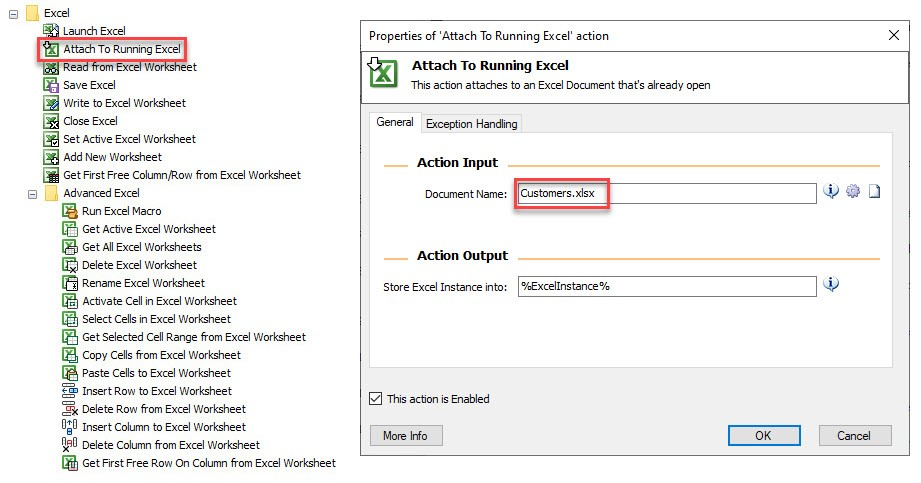 Excel
Launch Excel
Attach To Running Excel
Read from Excel Worksheet
Save Excel
Write to Excel Worksheet
Close Excel
Set Active Excel Worksheet
Add New Worksheet
Get First Free Column/Row from Excel Worksheet
Advanced Excel
Run Excel Macro
Get Active Excel Worksheet
Get All Excel Worksheets
Delete Excel Worksheet
Rename Excel Worksheet
Activate Cell in Excel Worksheet
Select Cells in Excel Worksheet
Get Selected Cell Range from Excel Worksheet
Copy Cells from Excel Worksheet
Paste Cells to Excel Worksheet
Insert Row to Excel Worksheet
Delete Row from Excel Worksheet
Insert Column to Excel Worksheet
Delete Column from Excel Worksheet
Get First Free Row On Column from Excel Worksheet
Properties of 'Attach To Running Excel' action
Attach To Running Excel
This action attaches to an Excel Document that's already open
General Exception Handling
Action Input
Document Name: Customers.xlsx
Action Output
Store Excel Instance into: %ExcelInstance%
This action is Enabled
More Info OK Cancel